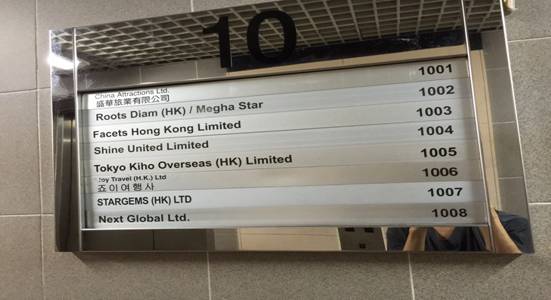 10
China Attractions Ltd. 1001
盛華旅業有限公司
Roots Diam (HK) / Megha Star 1002
Facets Hong Kong Limited 1003
Shine United Limited 1004
Tokyo Kiho Overseas (HK) Limited 1005
Joy Travel (H.K.) Ltd 1006
죠이여행사
STARGEMS (HK) LTD 1007
Next Global Ltd. 1008